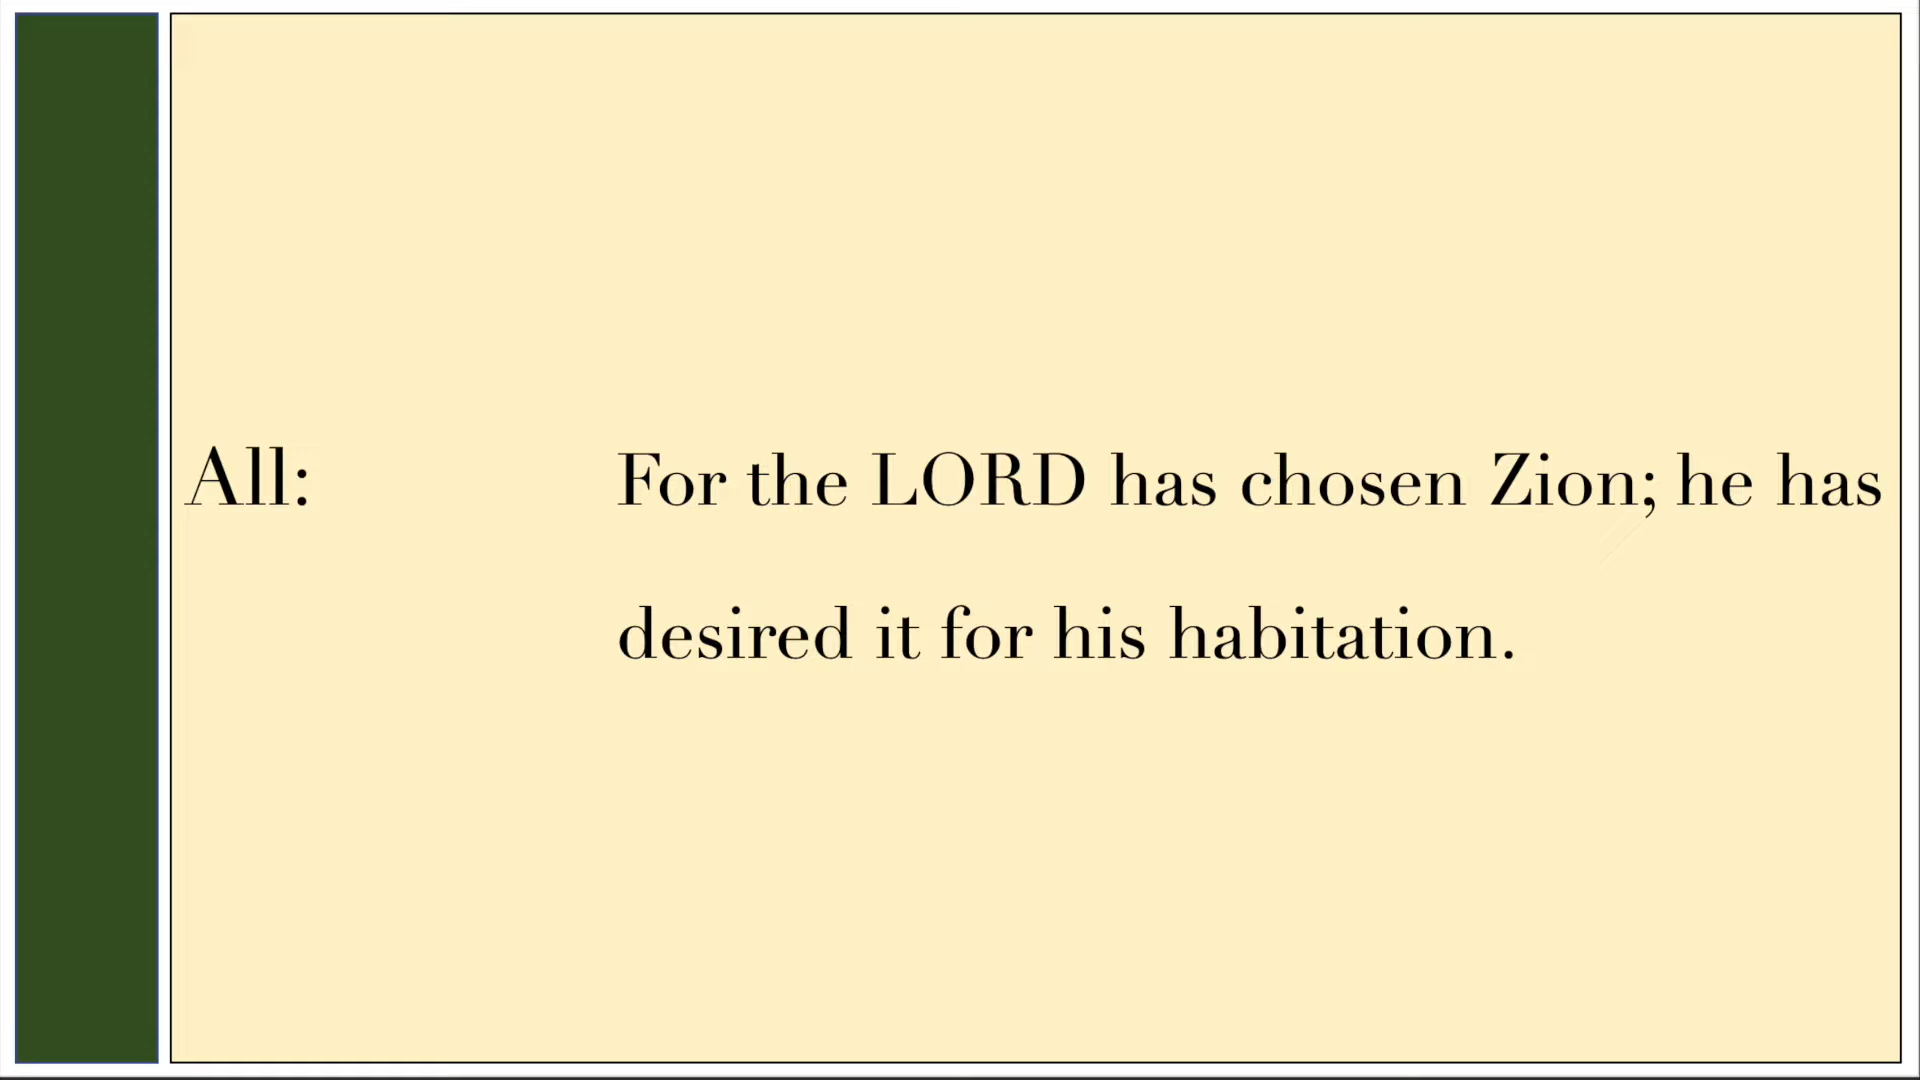 All: For the LORD has chosen Zion; he has
desired it for his habitation.